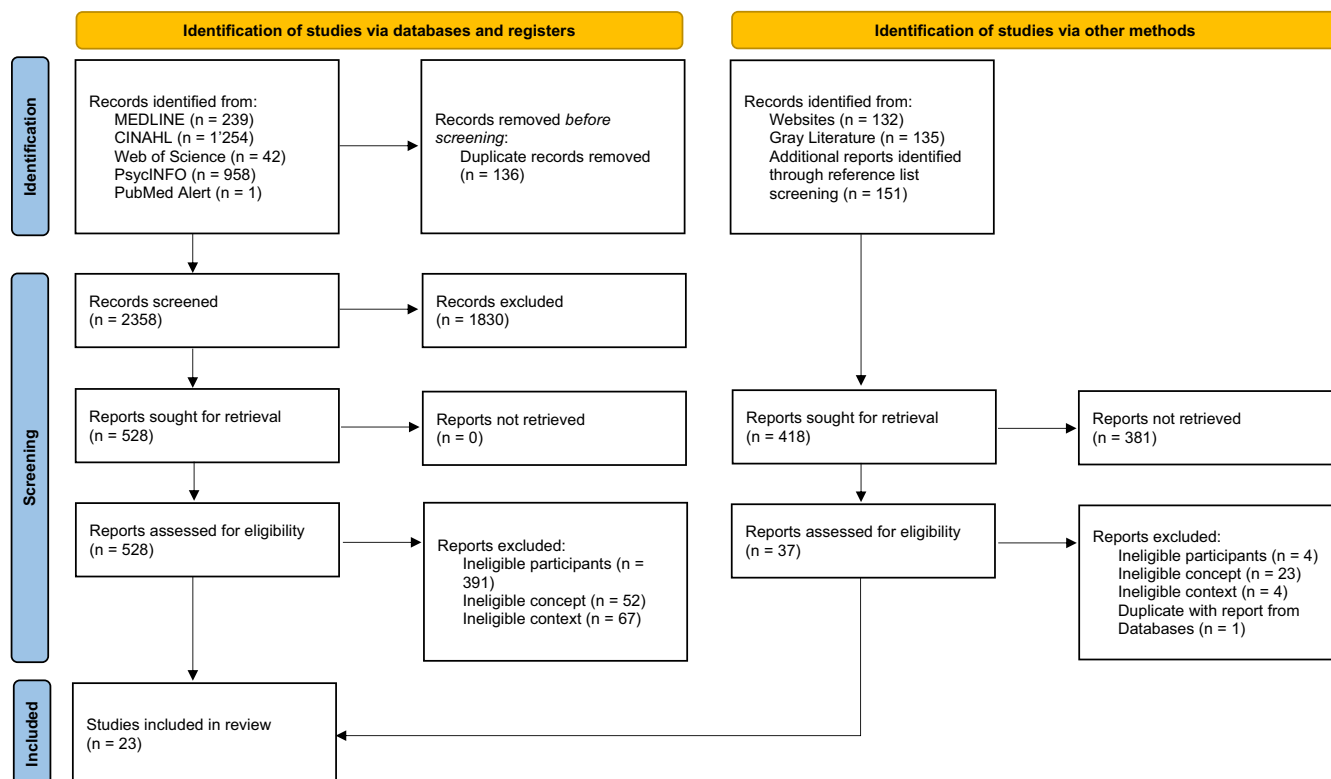 Identification of studies via databases and registers
Identification of studies via other methods
Identification
Records identified from:
MEDLINE (n = 239)
CINAHL (n = 1’254)
Web of Science (n = 42)
PsycINFO (n = 958)
PubMed Alert (n = 1)
Records removed before
screening:
Duplicate records removed
(n = 136)
Records identified from:
Websites (n = 132)
Gray Literature (n = 135)
Additional reports identified
through reference list
screening (n = 151)
Screening
Records screened
(n = 2358)
Records excluded
(n = 1830)
Reports sought for retrieval
(n = 528)
Reports not retrieved
(n = 0)
Reports sought for retrieval
(n = 418)
Reports not retrieved
(n = 381)
Reports assessed for eligibility
(n = 528)
Reports excluded:
Ineligible participants (n =
391)
Ineligible concept (n = 52)
Ineligible context (n = 67)
Reports assessed for eligibility
(n = 37)
Reports excluded:
Ineligible participants (n = 4)
Ineligible concept (n = 23)
Ineligible context (n = 4)
Duplicate with report from
Databases (n = 1)
Included
Studies included in review
(n = 23)